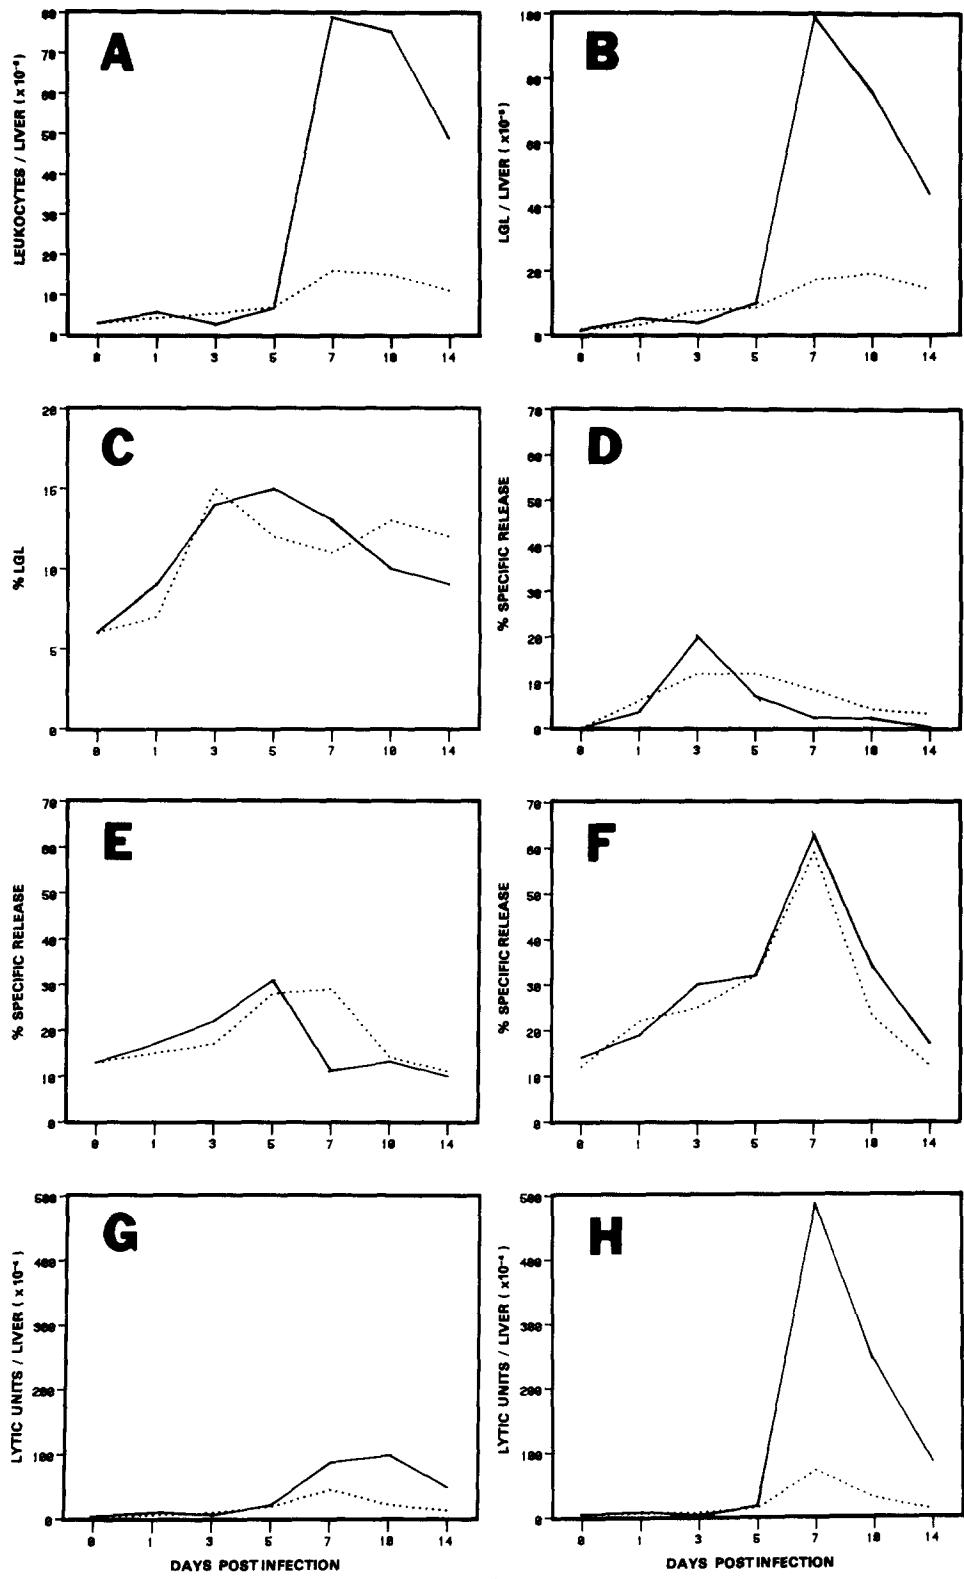 A
LEUKOCYTES / LIVER ( x10⁻⁶)
80
70
60
50
40
30
20
10
0
0 1 3 5 7 10 14
B
LGL / LIVER ( x10⁻⁵)
100
80
60
40
20
0
0 1 3 5 7 10 14
C
% LGL
20
15
10
5
0
0 1 3 5 7 10 14
D
% SPECIFIC RELEASE
70
60
50
40
30
20
10
0
0 1 3 5 7 10 14
E
% SPECIFIC RELEASE
70
60
50
40
30
20
10
0
0 1 3 5 7 10 14
F
% SPECIFIC RELEASE
70
60
50
40
30
20
10
0
0 1 3 5 7 10 14
G
LYTIC UNITS / LIVER ( x10⁻⁴)
500
400
300
200
100
0
0 1 3 5 7 10 14
DAYS POSTINFECTION
H
LYTIC UNITS / LIVER ( x10⁻⁴)
500
400
300
200
100
0
0 1 3 5 7 10 14
DAYS POSTINFECTION